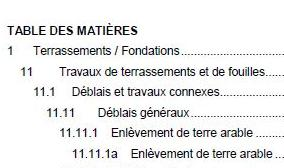 TABLE DES MATIÈRES
1 Terrassements / Fondations..............................
11 Travaux de terrassements et de fouilles......
11.1 Déblais et travaux connexes...................
11.11 Déblais généraux...........................
11.11.1 Enlèvement de terre arable .........
11.11.1a Enlèvement de terre arable .....